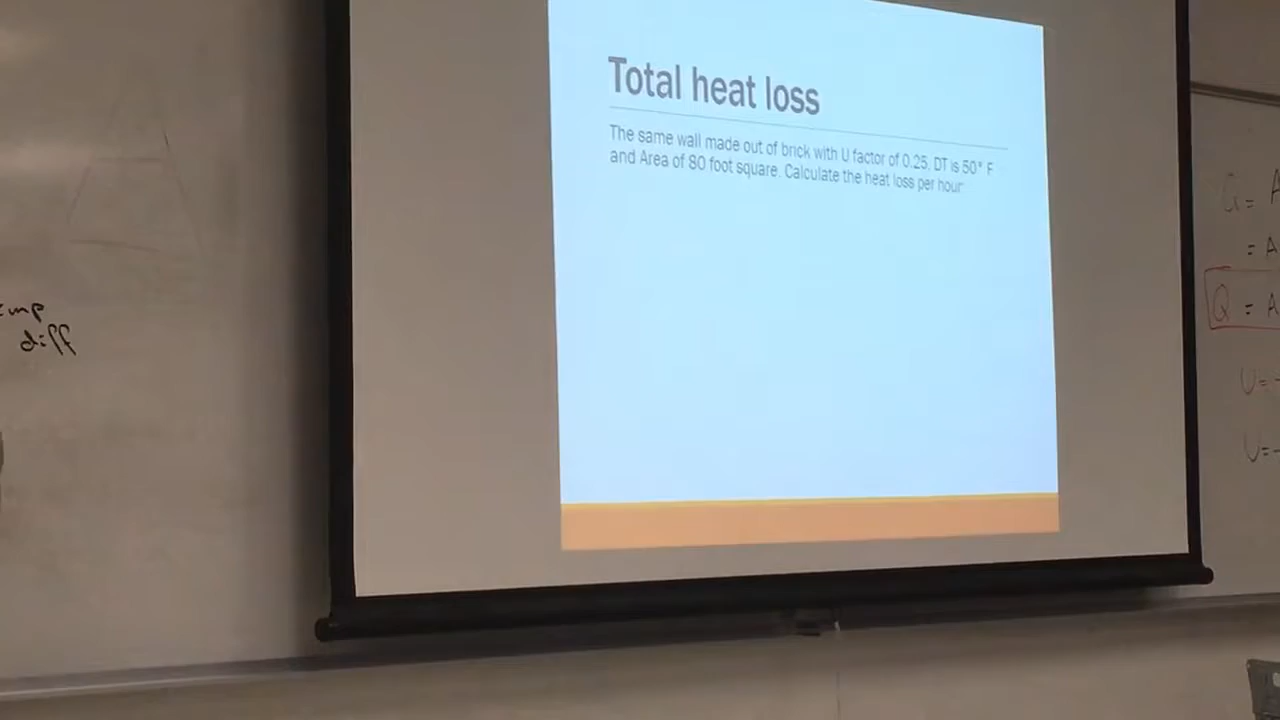 Total heat loss
The same wall made out of brick with U factor of 0.25. DT is 50° F
and Area of 80 foot square. Calculate the heat loss per hour
diff
= A
Q = A
U=
U=